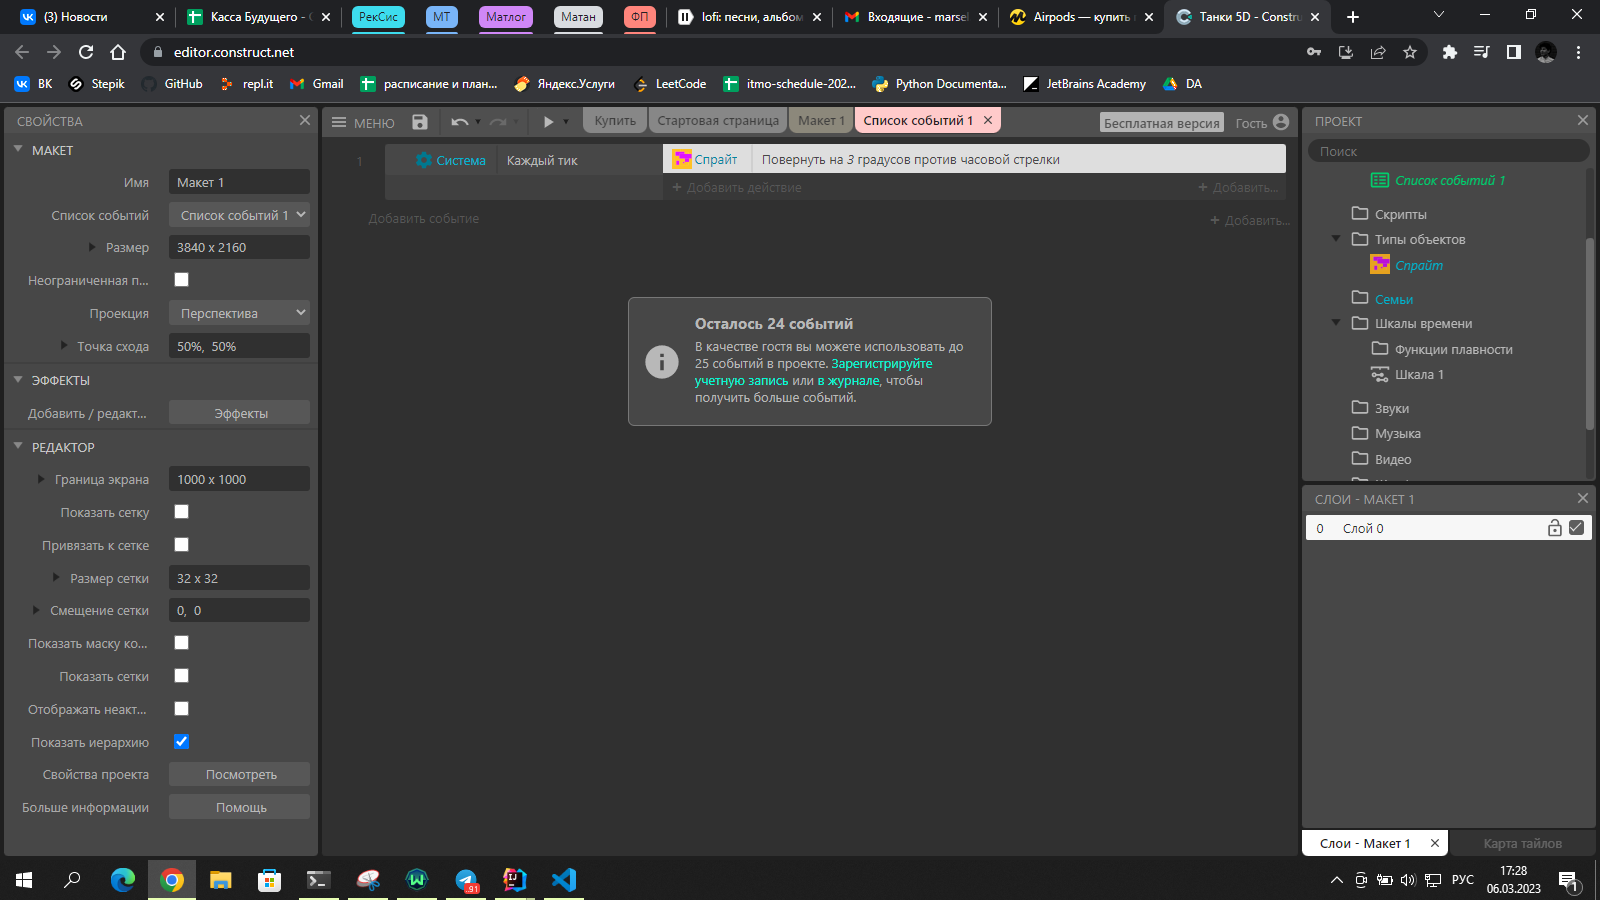 (3) Новости
Касса Будущего - G
РекСис
МТ
Матлог
Матан
ФП
lofi: песни, альбом
Входящие - marsel
Airpods — купить
Танки 5D - Constru
editor.construct.net
ВК
Stepik
GitHub
repl.it
Gmail
расписание и план...
Яндекс.Услуги
LeetCode
itmo-schedule-202...
Python Documenta...
JetBrains Academy
DA
СВОЙСТВА
МАКЕТ
Имя
Макет 1
Список событий
Список событий 1
Размер
3840 x 2160
Неограниченная п...
Проекция
Перспектива
Точка схода
50%, 50%
ЭФФЕКТЫ
Добавить / редакт...
Эффекты
РЕДАКТОР
Граница экрана
1000 x 1000
Показать сетку
Привязать к сетке
Размер сетки
32 x 32
Смещение сетки
0, 0
Показать маску ко...
Показать сетки
Отображать неакт...
Показать иерархию
Свойства проекта
Посмотреть
Больше информации
Помощь
МЕНЮ
Купить
Стартовая страница
Макет 1
Список событий 1
Бесплатная версия
Гость
1
Система
Каждый тик
Спрайт
Повернуть на 3 градусов против часовой стрелки
+ Добавить действие
+ Добавить...
Добавить событие
+ Добавить...
Осталось 24 событий
В качестве гостя вы можете использовать до
25 событий в проекте. Зарегистрируйте
учетную запись или в журнале, чтобы
получить больше событий.
ПРОЕКТ
Поиск
Список событий 1
Скрипты
Типы объектов
Спрайт
Семьи
Шкалы времени
Функции плавности
Шкала 1
Звуки
Музыка
Видео
СЛОИ - МАКЕТ 1
0
Слой 0
Слои - Макет 1
Карта тайлов
91
РУС
17:28
06.03.2023
1